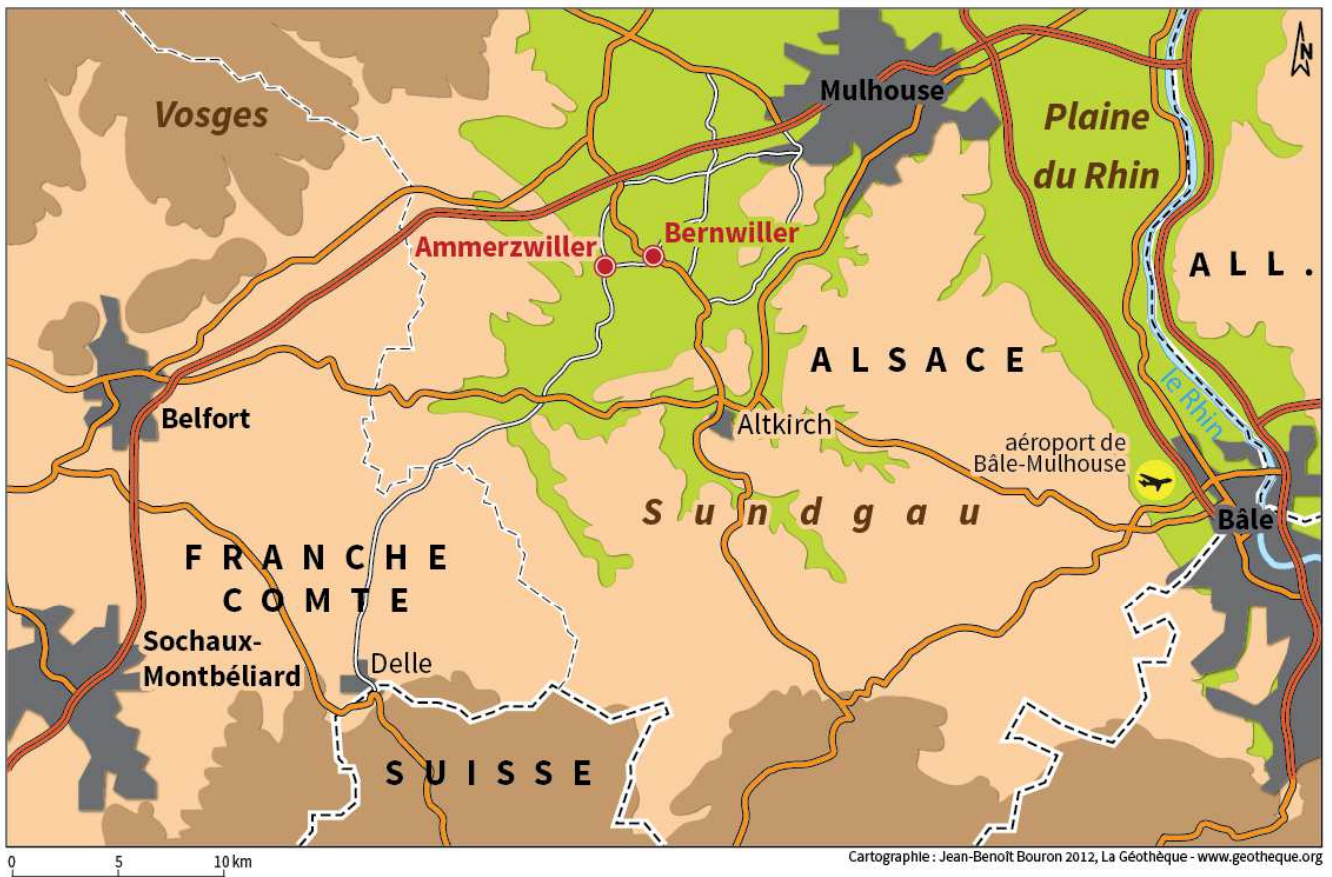 N
Vosges
Mulhouse
Plaine
du Rhin
Ammerzwiller
Bernwiller
ALL.
ALSACE
le Rhin
Belfort
Altkirch
aéroport de
Bâle-Mulhouse
Sundgau
Bâle
FRANCHE
COMTE
Sochaux-
Montbéliard
Delle
SUISSE
0 5 10 km
Cartographie : Jean-Benoît Bouron 2012, La Géothèque - www.geotheque.org